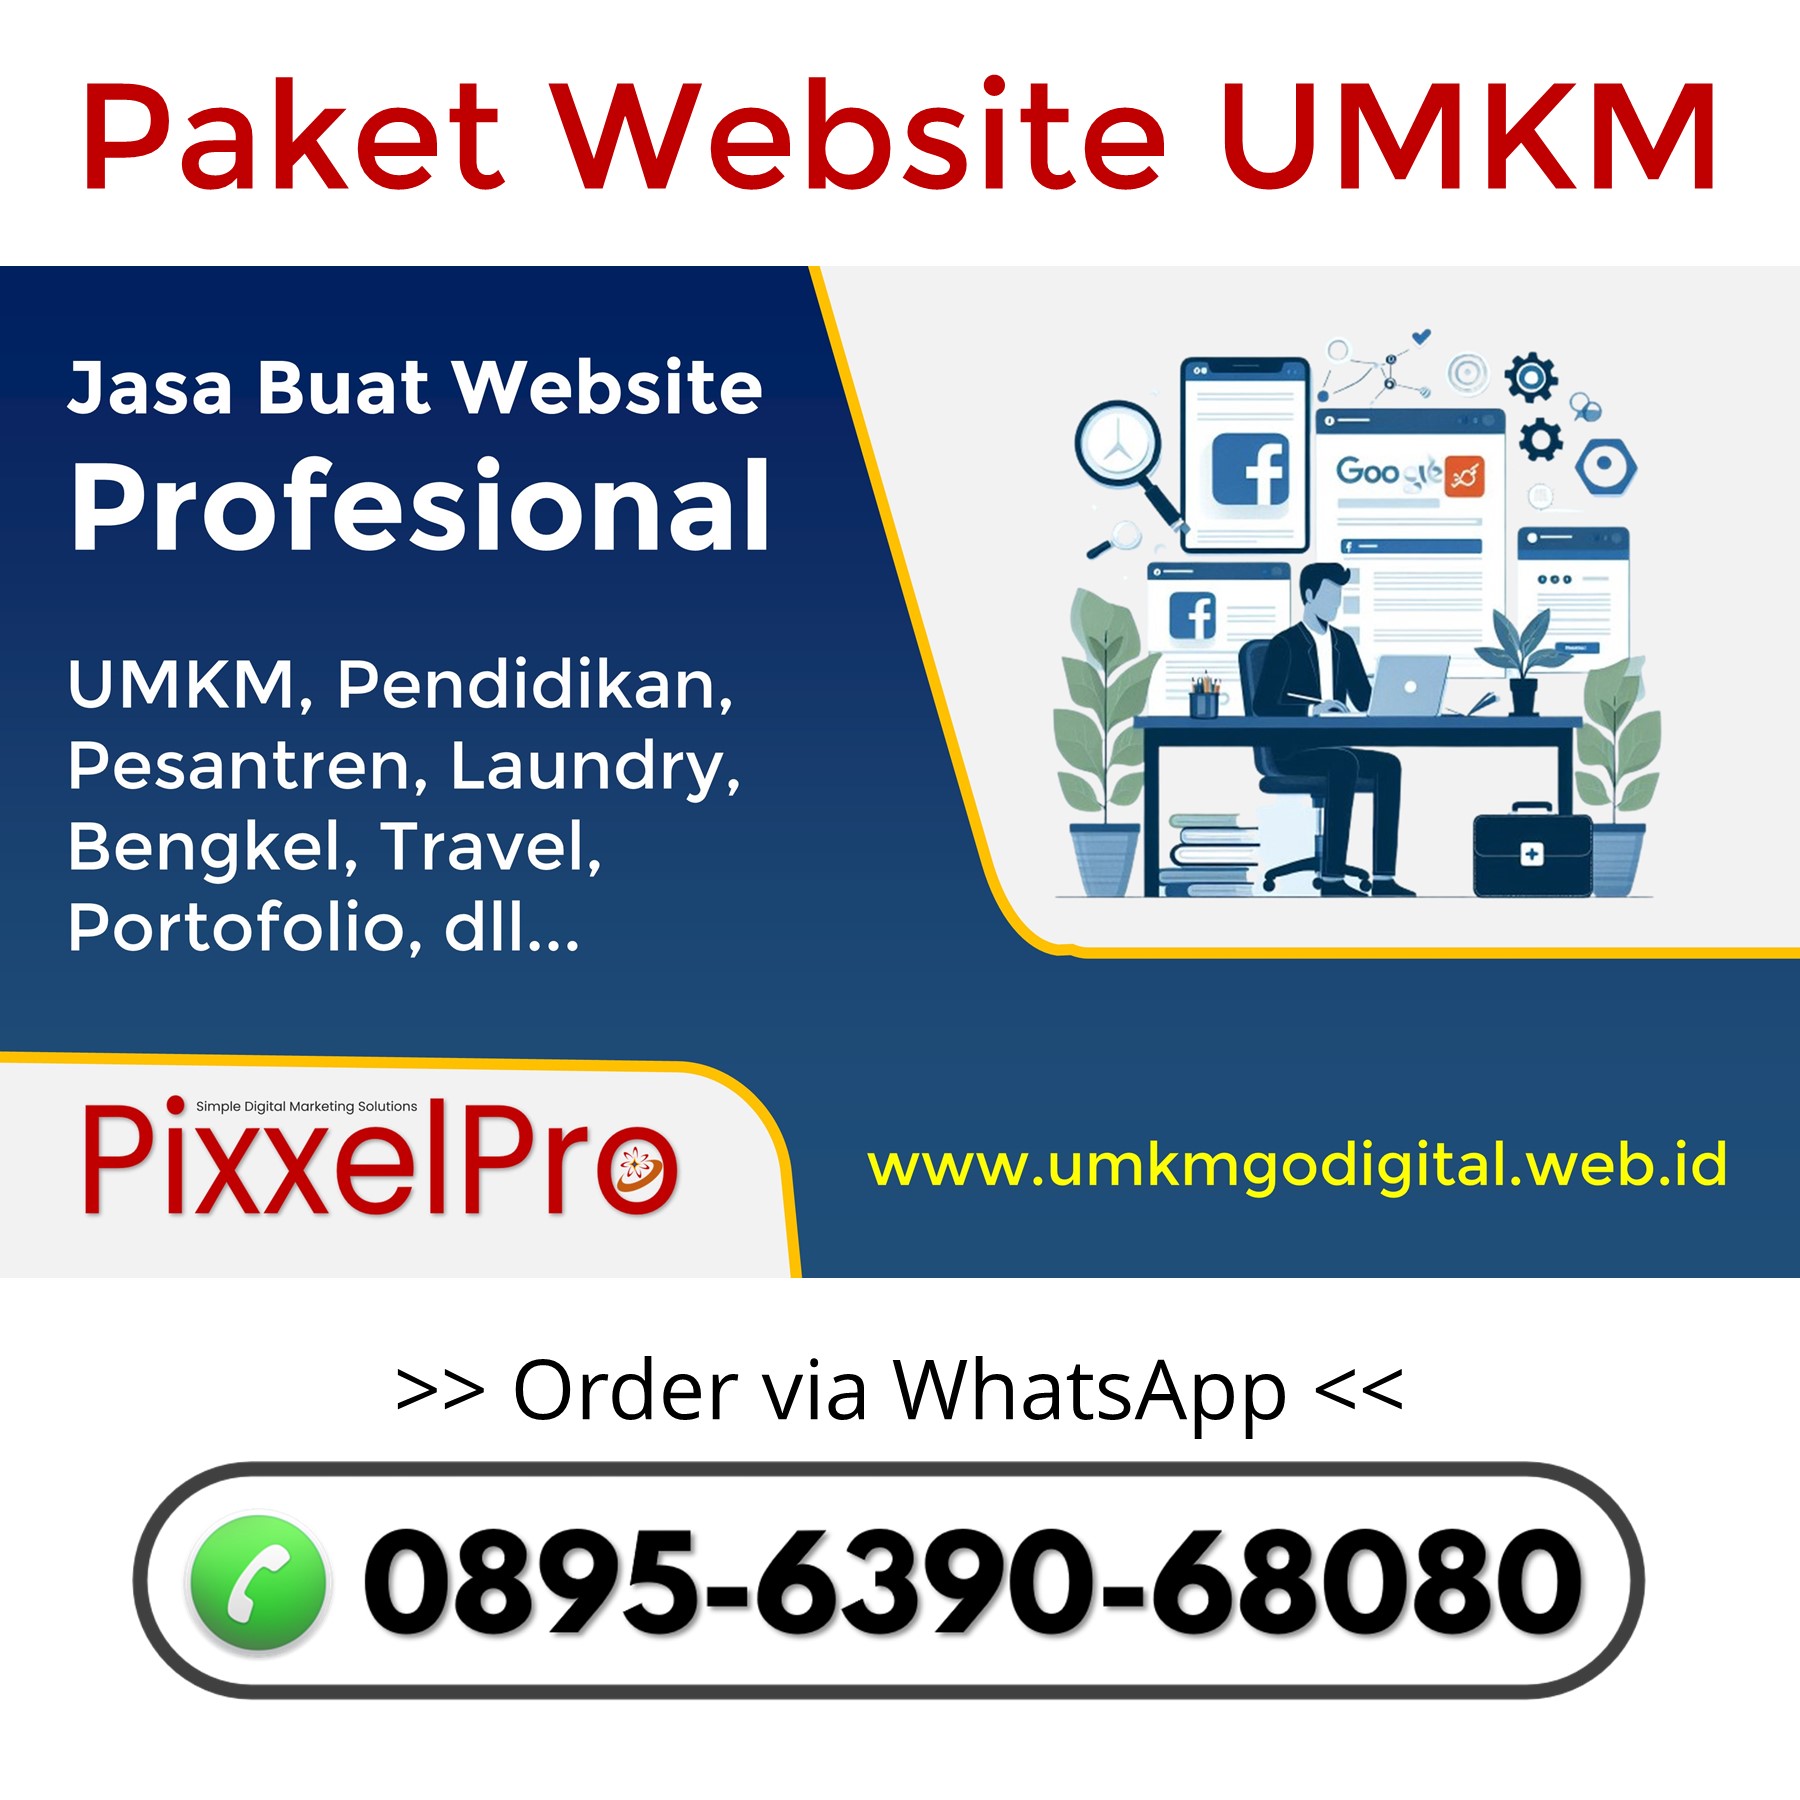 Paket Website UMKM
Jasa Buat Website
Profesional
UMKM, Pendidikan,
Pesantren, Laundry,
Bengkel, Travel,
Portofolio, dll...
Google
Simple Digital Marketing Solutions
PixxelPro
www.umkmgodigital.web.id
>> Order via WhatsApp <<
0895-6390-68080